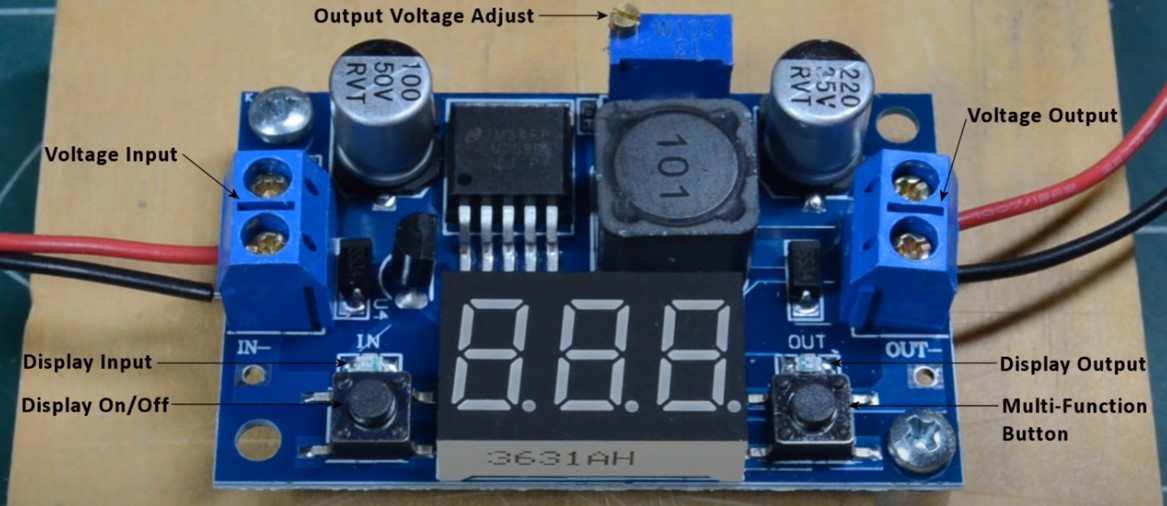 Output Voltage Adjust
W103
100
50V
RVT
220
35V
RVT
Voltage Output
Voltage Input
101
SS34
U4
IN
OUT
IN-
OUT-
Display Input
Display Output
Display On/Off
Multi-Function
Button
3631AH